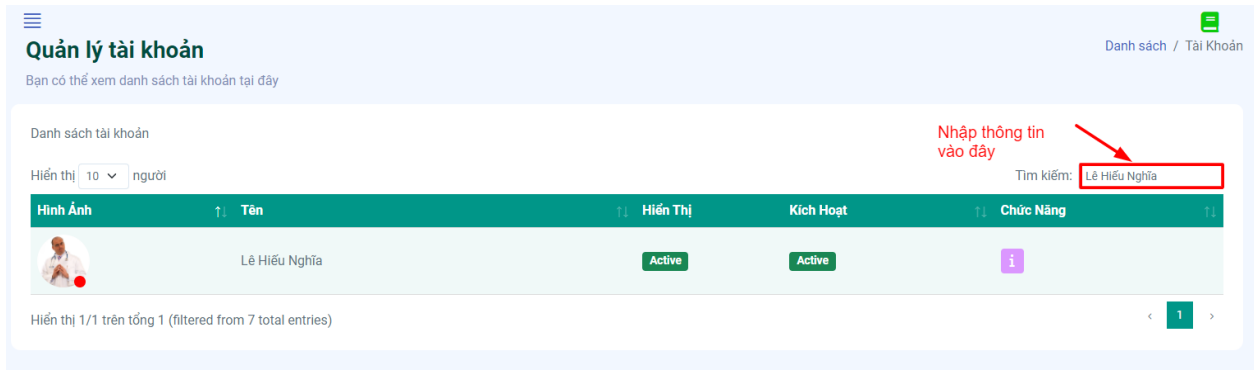 Quản lý tài khoản
Danh sách / Tài Khoản
Bạn có thể xem danh sách tài khoản tại đây
Danh sách tài khoản
Nhập thông tin
vào đây
Hiển thị 10 người
Tìm kiếm: Lê Hiếu Nghĩa
Hình Ảnh Tên Hiển Thị Kích Hoạt Chức Năng
Lê Hiếu Nghĩa Active Active i
Hiển thị 1/1 trên tổng 1 (filtered from 7 total entries)
‹ 1 ›